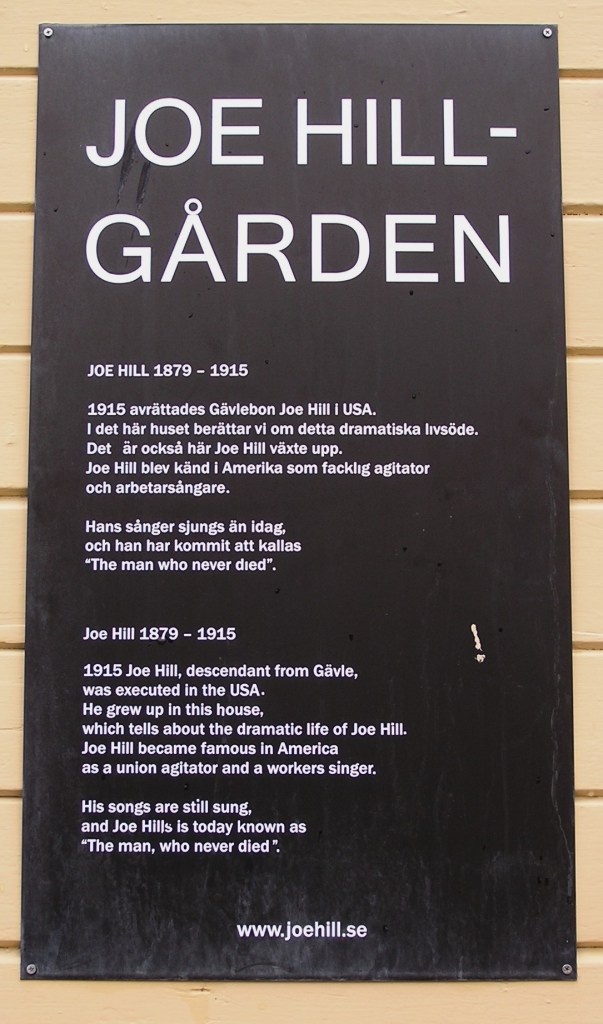 JOE HILL-
GÅRDEN
JOE HILL 1879 – 1915
1915 avrättades Gävlebon Joe Hill i USA.
I det här huset berättar vi om detta dramatiska livsöde.
Det är också här Joe Hill växte upp.
Joe Hill blev känd i Amerika som facklig agitator
och arbetarsångare.
Hans sånger sjungs än idag,
och han har kommit att kallas
“The man who never died”.
Joe Hill 1879 – 1915
1915 Joe Hill, descendant from Gävle,
was executed in the USA.
He grew up in this house,
which tells about the dramatic life of Joe Hill.
Joe Hill became famous in America
as a union agitator and a workers singer.
His songs are still sung,
and Joe Hills is today known as
“The man, who never died”.
www.joehill.se